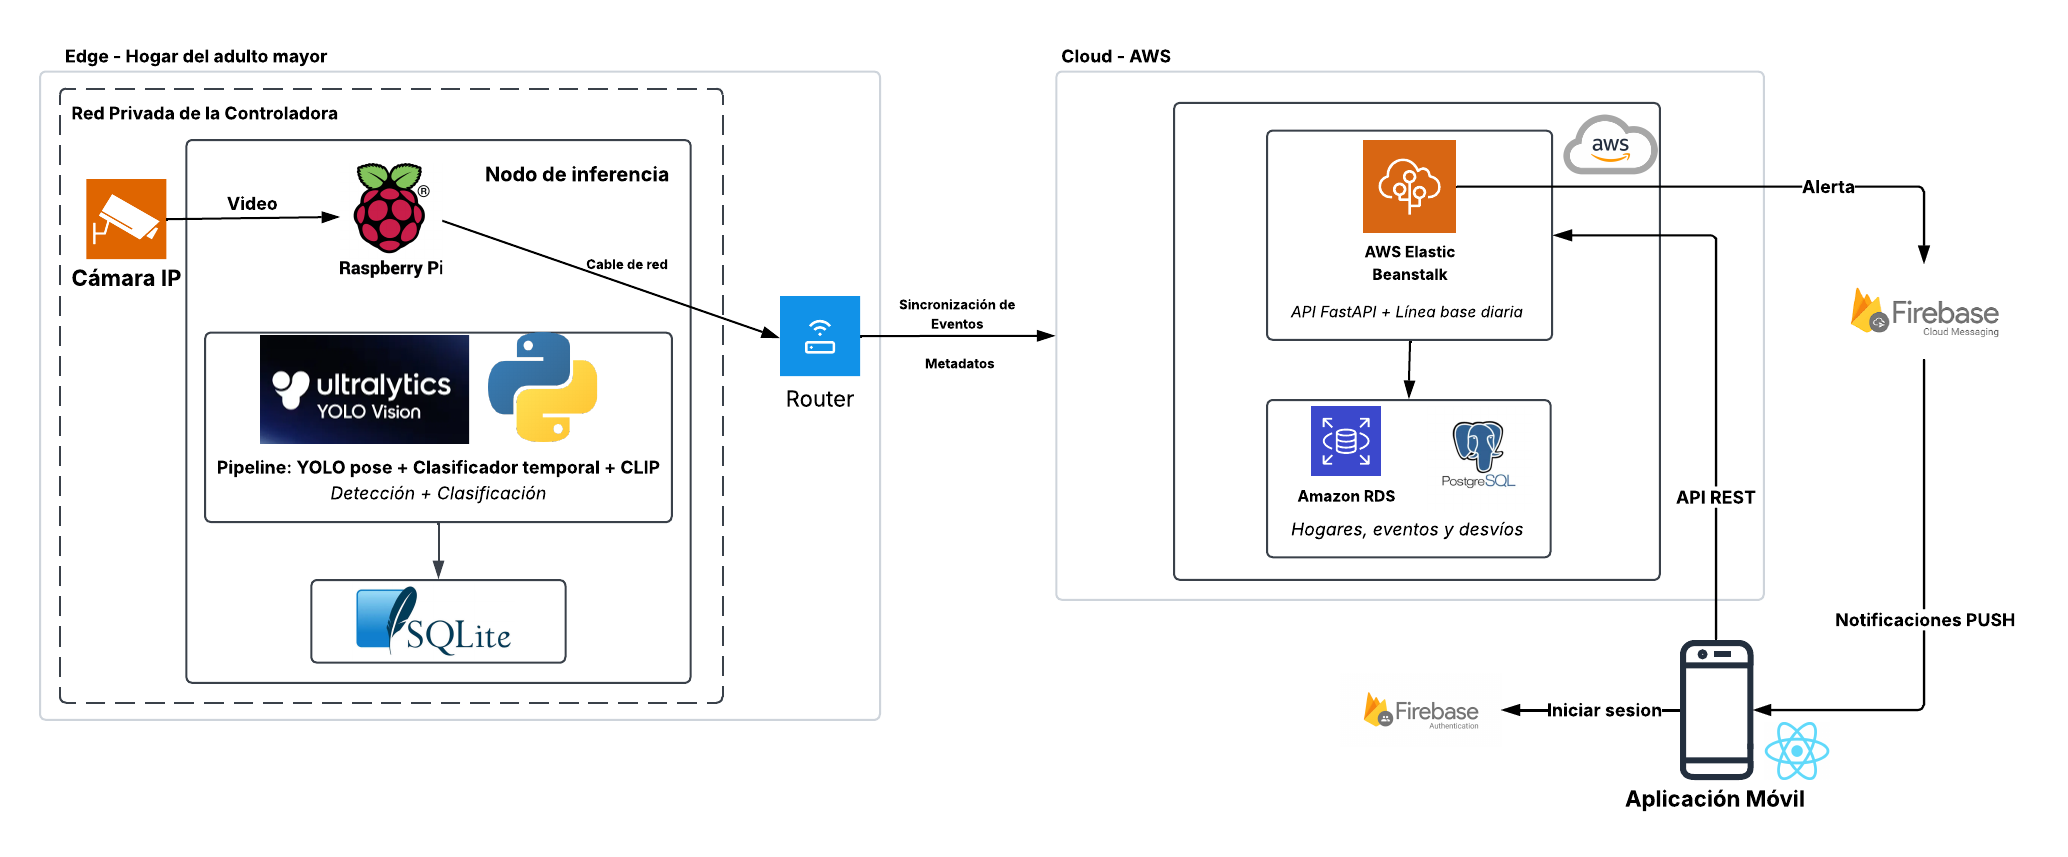 Edge - Hogar del adulto mayor
Red Privada de la Controladora
Nodo de inferencia
Video
®
Raspberry Pi
Cámara IP
Cable de red
ultralytics
YOLO Vision
Pipeline: YOLO pose + Clasificador temporal + CLIP
Detección + Clasificación
SQLite
Router
Sincronización de
Eventos
Metadatos
Cloud - AWS
aws
AWS Elastic
Beanstalk
API FastAPI + Línea base diaria
Amazon RDS
PostgreSQL
Hogares, eventos y desvíos
Alerta
Firebase
Cloud Messaging
API REST
Notificaciones PUSH
Firebase
Authentication
Iniciar sesion
Aplicación Móvil